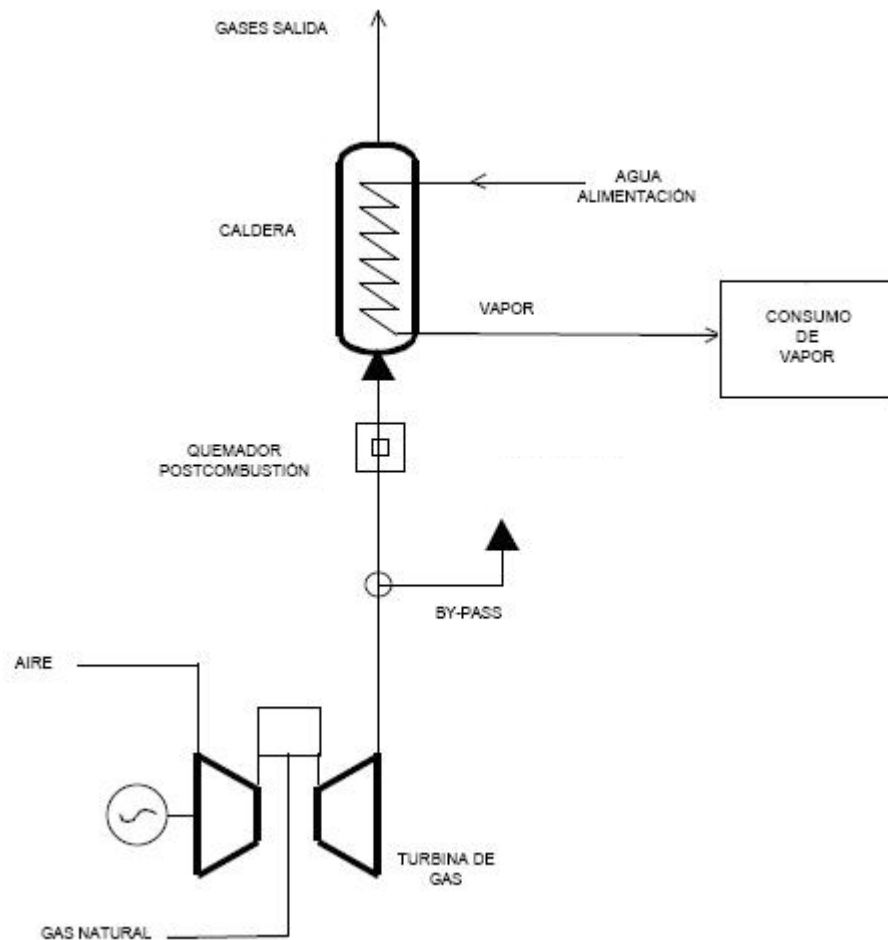 GASES SALIDA
AGUA
ALIMENTACIÓN
CALDERA
VAPOR
CONSUMO
DE
VAPOR
QUEMADOR
POSTCOMBUSTIÓN
BY-PASS
AIRE
TURBINA DE
GAS
GAS NATURAL